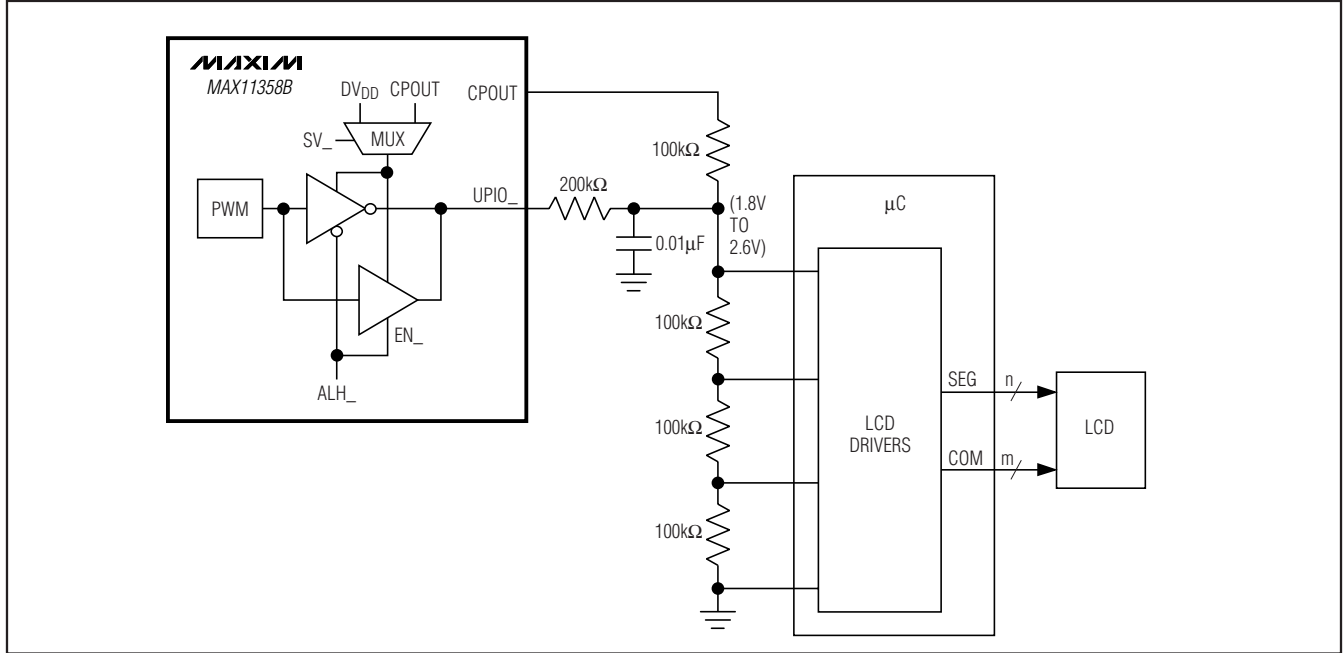 MAXIM
MAX11358B
DVDD CPOUT
CPOUT
SV_
MUX
100kΩ
PWM
UPIO_
200kΩ
(1.8V
TO
2.6V)
µC
0.01µF
100kΩ
EN_
ALH_
SEG n
LCD
DRIVERS
LCD
100kΩ
COM m
100kΩ